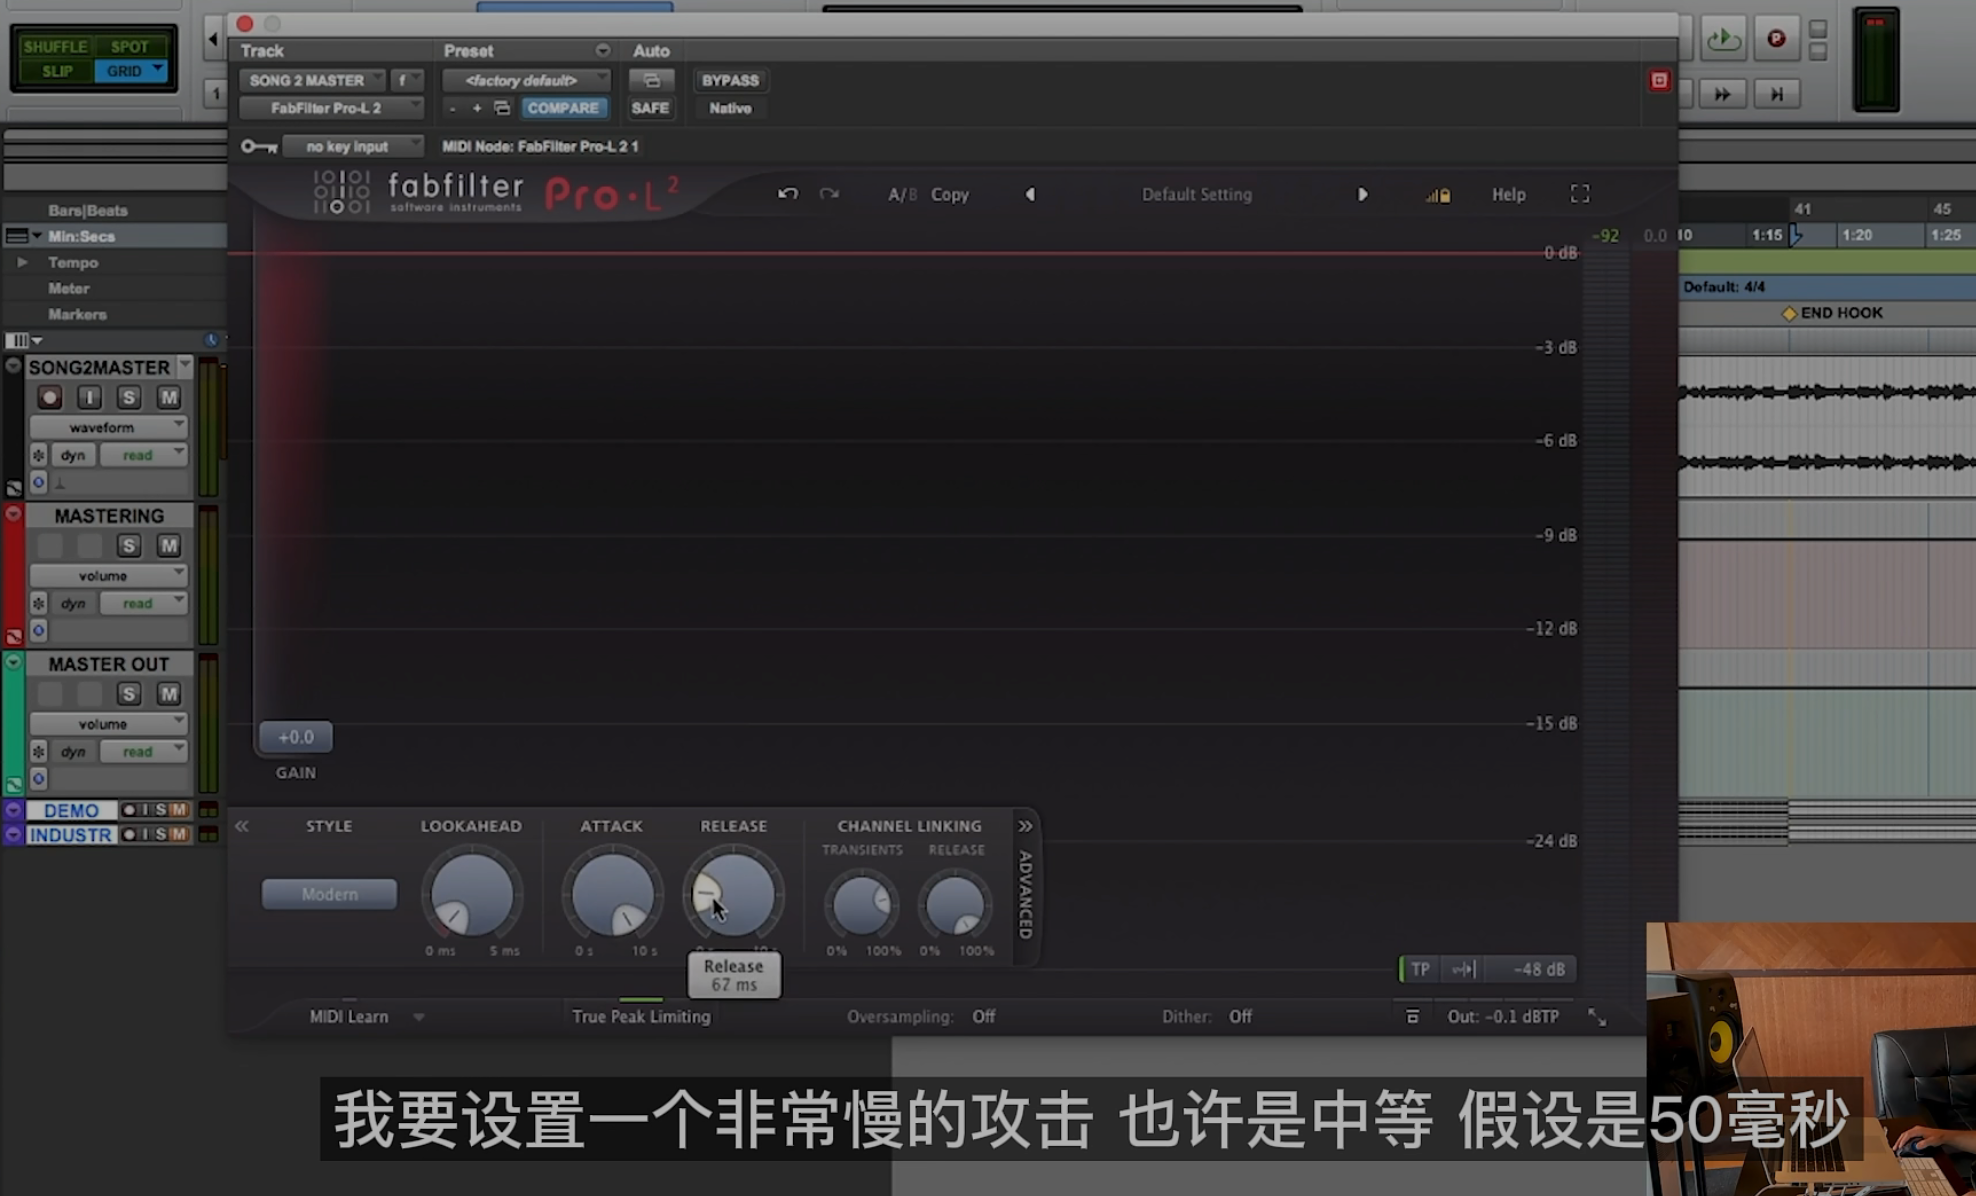 SHUFFLE SPOT
SLIP GRID
1
Track Preset Auto
SONG 2 MASTER f <factory default> BYPASS
FabFilter Pro-L 2 - + COMPARE SAFE Native
no key input MIDI Node: FabFilter Pro-L 2 1
fabfilter Pro·L 2
software instruments
A/B Copy Default Setting Help
-92 0.0
0 dB
-3 dB
-6 dB
-9 dB
-12 dB
-15 dB
-24 dB
+0.0
GAIN
STYLE LOOKAHEAD ATTACK RELEASE CHANNEL LINKING
TRANSIENTS RELEASE
Modern
ADVANCED
0 ms 5 ms 0 s 10 s 0% 100% 0% 100%
Release
67 ms
TP -48 dB
MIDI Learn True Peak Limiting Oversampling: Off Dither: Off Out: -0.1 dBTP
Bars|Beats
Min:Secs
Tempo
Meter
Markers
SONG2MASTER
I S M
waveform
dyn read
MASTERING
S M
volume
dyn read
MASTER OUT
S M
volume
dyn read
DEMO I S M
INDUSTR I S M
41 45
10 1:15 1:20 1:25
Default: 4/4
END HOOK
我要设置一个非常慢的攻击 也许是中等 假设是50毫秒